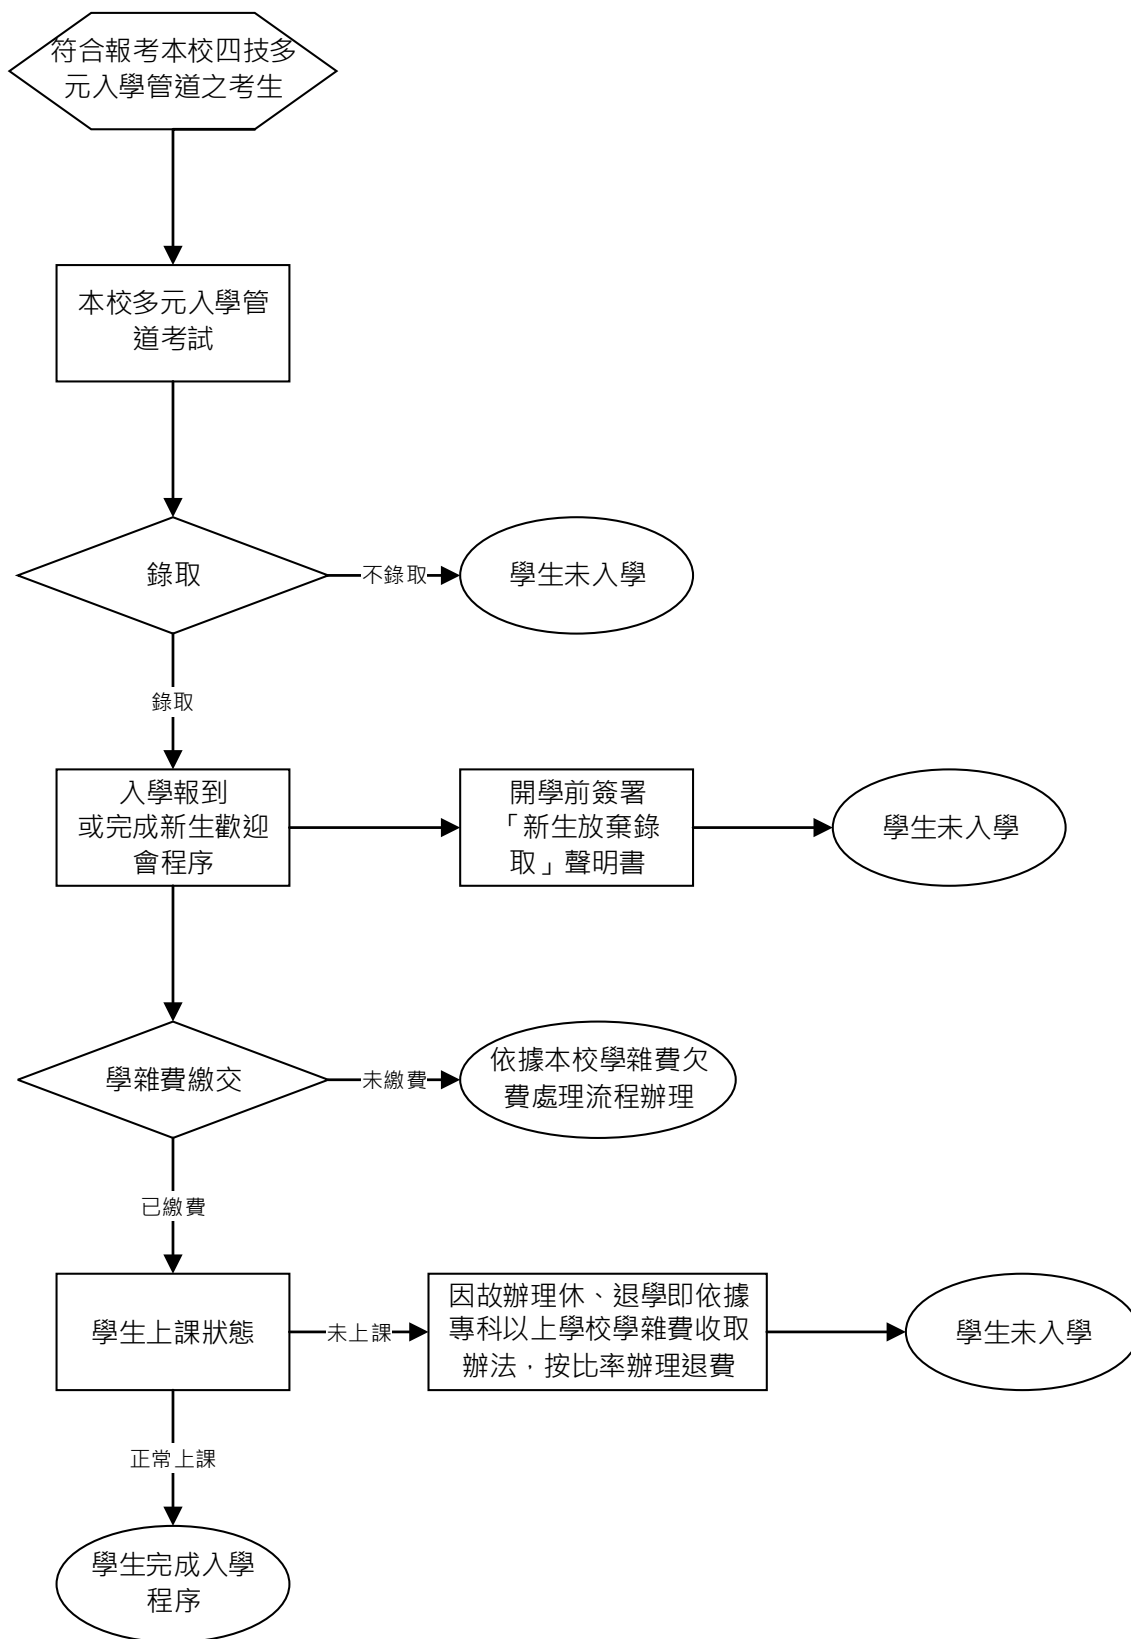 符合報考本校四技多
元入學管道之考生
本校多元入學管
道考試
錄取
不錄取
學生未入學
錄取
入學報到
或完成新生歡迎
會程序
開學前簽署
「新生放棄錄
取」聲明書
學生未入學
學雜費繳交
未繳費
依據本校學雜費欠
費處理流程辦理
已繳費
學生上課狀態
未上課
因故辦理休、退學即依據
專科以上學校學雜費收取
辦法，按比率辦理退費
學生未入學
正常上課
學生完成入學
程序